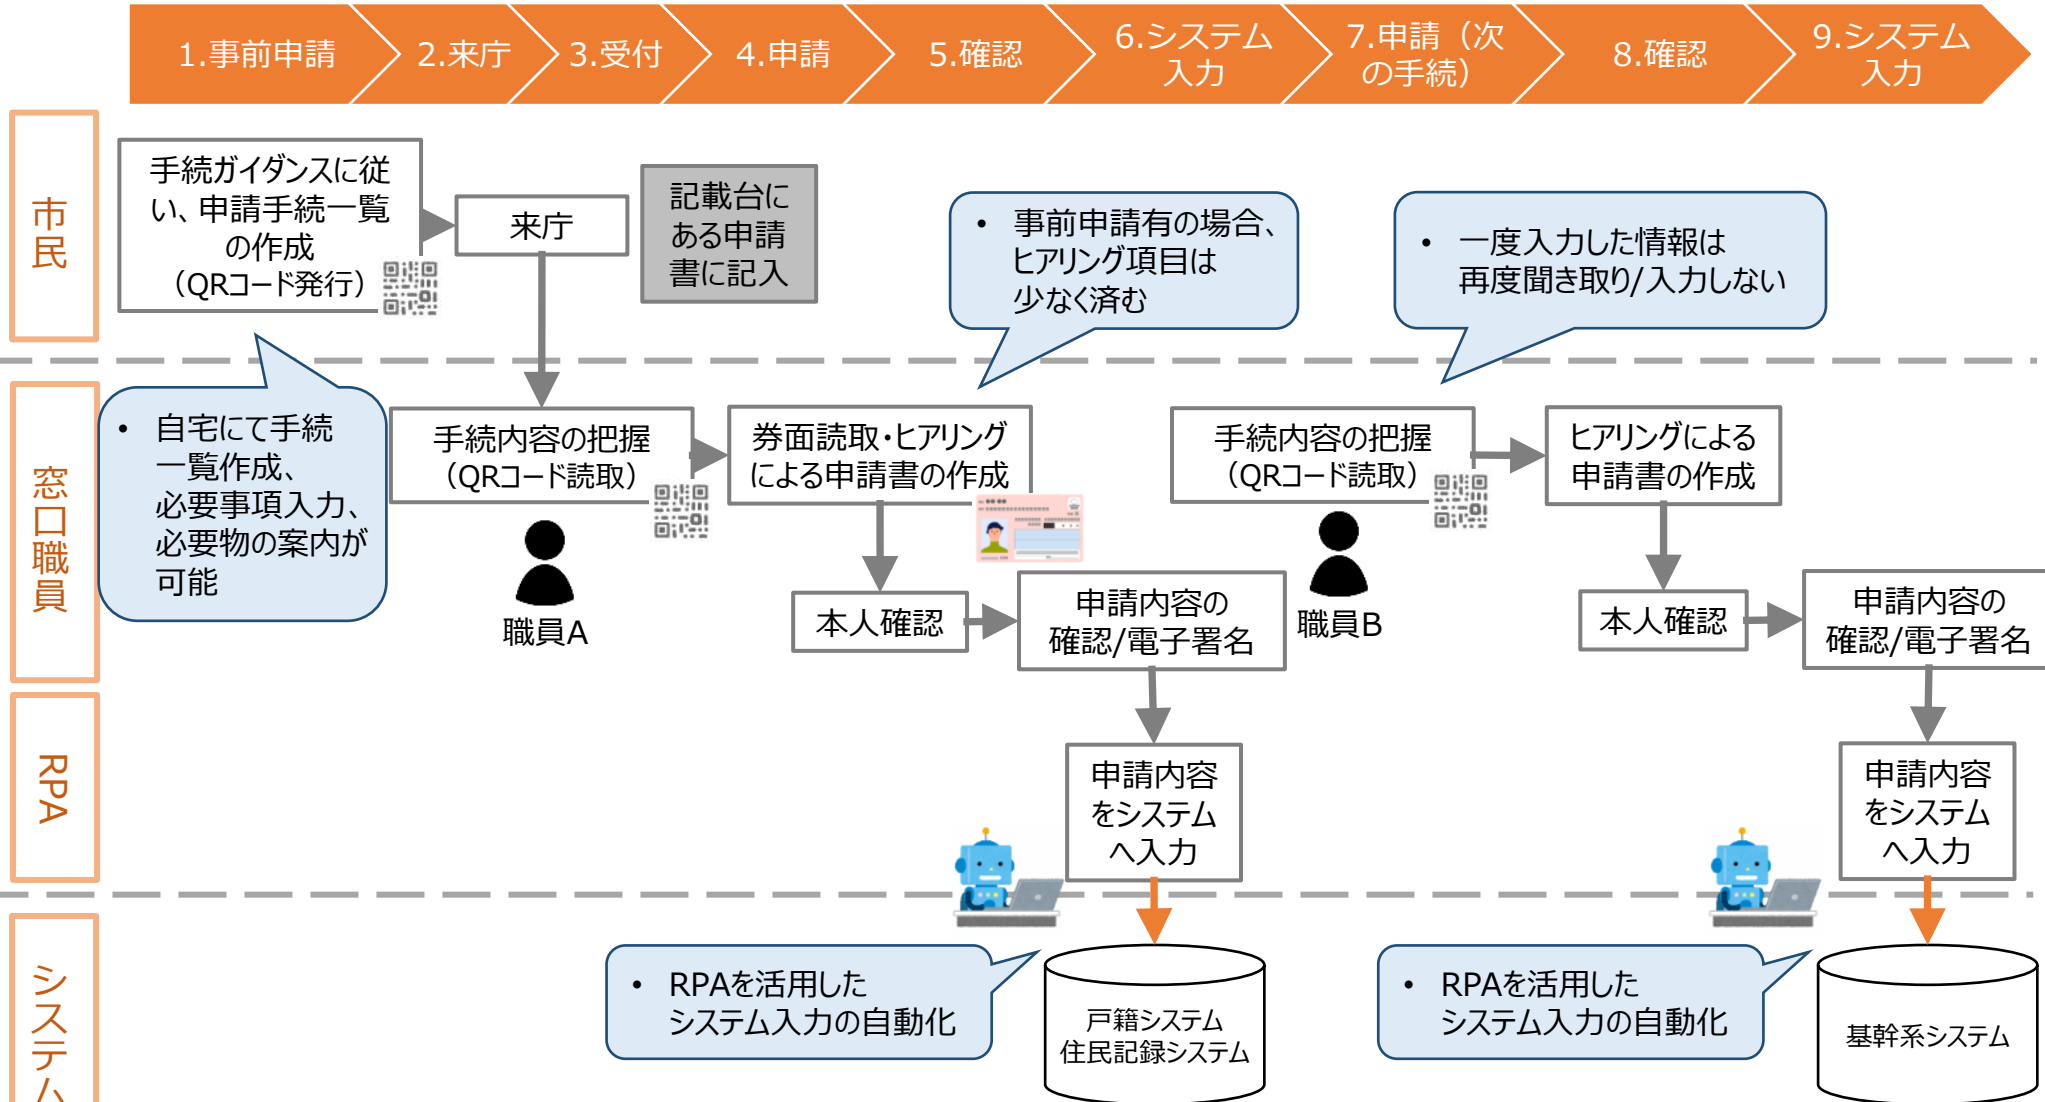 1.事前申請
2.来庁
3.受付
4.申請
5.確認
6.システム
入力
7.申請（次
の手続）
8.確認
9.システム
入力
市民
手続ガイダンスに従
い、申請手続一覧
の作成
（QRコード発行）
来庁
記載台に
ある申請
書に記入
• 事前申請有の場合、
ヒアリング項目は
少なく済む
• 一度入力した情報は
再度聞き取り/入力しない
窓口職員
• 自宅にて手続
一覧作成、
必要事項入力、
必要物の案内が
可能
手続内容の把握
（QRコード読取）
職員A
券面読取・ヒアリング
による申請書の作成
本人確認
申請内容の
確認/電子署名
手続内容の把握
（QRコード読取）
職員B
ヒアリングによる
申請書の作成
本人確認
申請内容の
確認/電子署名
RPA
申請内容
をシステム
へ入力
申請内容
をシステム
へ入力
システム
• RPAを活用した
システム入力の自動化
戸籍システム
住民記録システム
• RPAを活用した
システム入力の自動化
基幹系システム